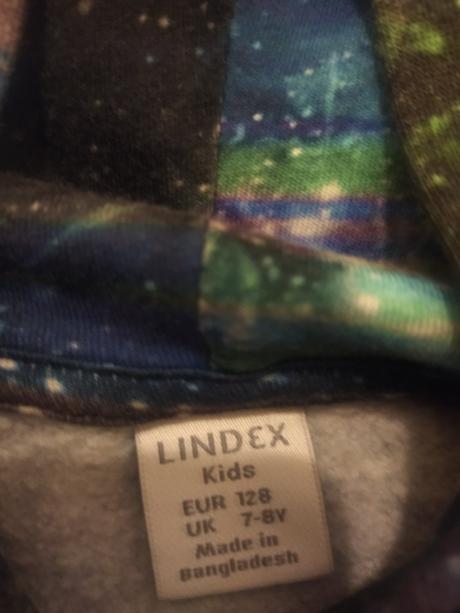 LINDEX
Kids
EUR 128
UK 7-8Y
Made in
Bangladesh